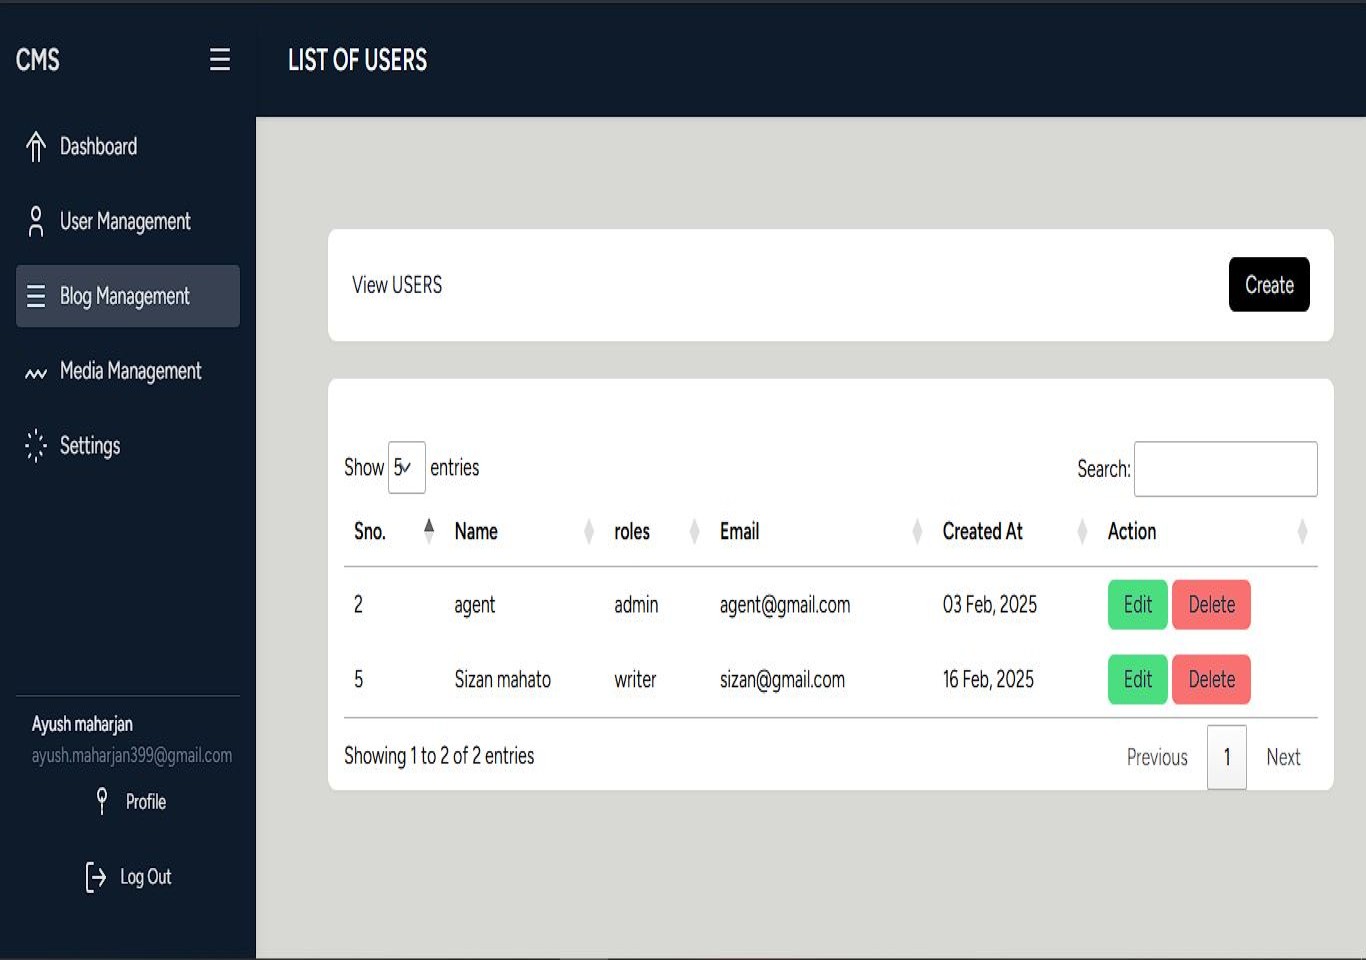 CMS
LIST OF USERS
Dashboard
User Management
Blog Management
Media Management
Settings
Ayush maharjan
ayush.maharjan399@gmail.com
Profile
Log Out
View USERS
Create
Show 5 entries
Search:
Sno. Name roles Email Created At Action
2 agent admin agent@gmail.com 03 Feb, 2025 Edit Delete
5 Sizan mahato writer sizan@gmail.com 16 Feb, 2025 Edit Delete
Showing 1 to 2 of 2 entries
Previous 1 Next